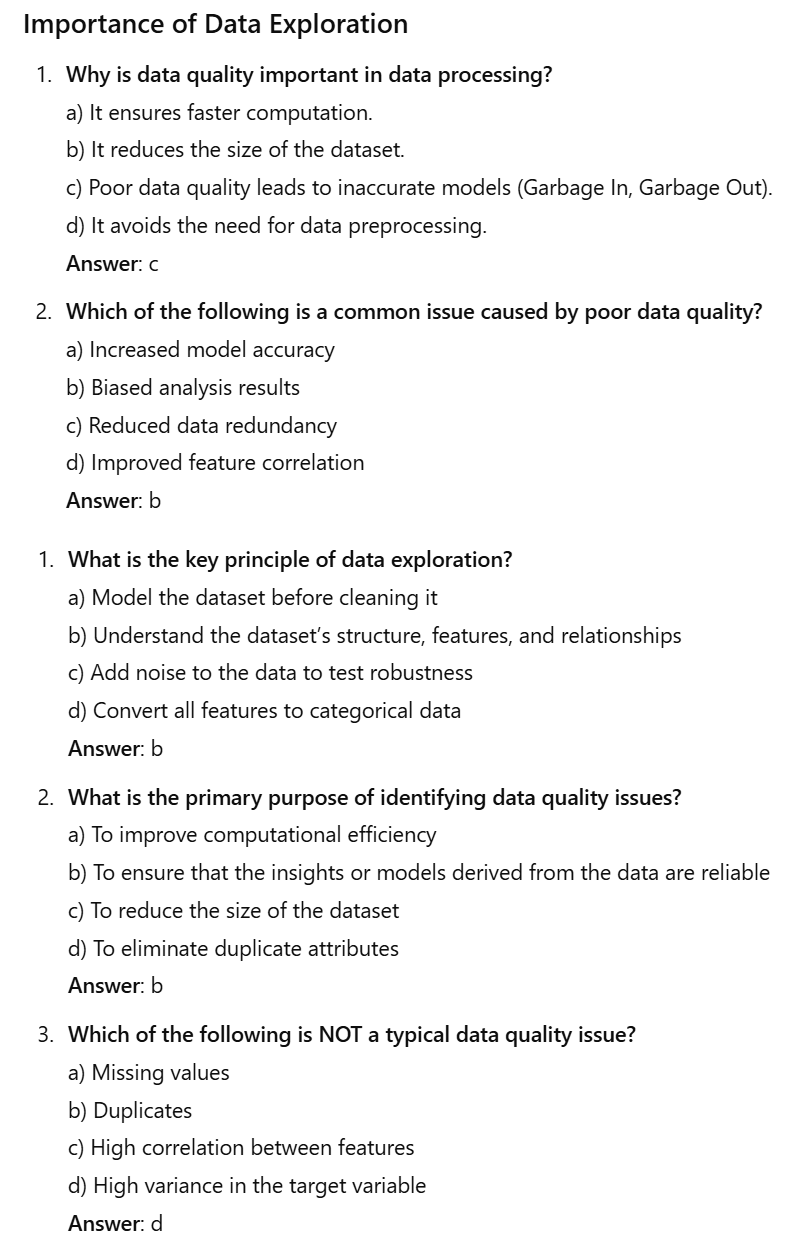 Importance of Data Exploration
1. Why is data quality important in data processing?
a) It ensures faster computation.
b) It reduces the size of the dataset.
c) Poor data quality leads to inaccurate models (Garbage In, Garbage Out).
d) It avoids the need for data preprocessing.
Answer: c
2. Which of the following is a common issue caused by poor data quality?
a) Increased model accuracy
b) Biased analysis results
c) Reduced data redundancy
d) Improved feature correlation
Answer: b
1. What is the key principle of data exploration?
a) Model the dataset before cleaning it
b) Understand the dataset’s structure, features, and relationships
c) Add noise to the data to test robustness
d) Convert all features to categorical data
Answer: b
2. What is the primary purpose of identifying data quality issues?
a) To improve computational efficiency
b) To ensure that the insights or models derived from the data are reliable
c) To reduce the size of the dataset
d) To eliminate duplicate attributes
Answer: b
3. Which of the following is NOT a typical data quality issue?
a) Missing values
b) Duplicates
c) High correlation between features
d) High variance in the target variable
Answer: d